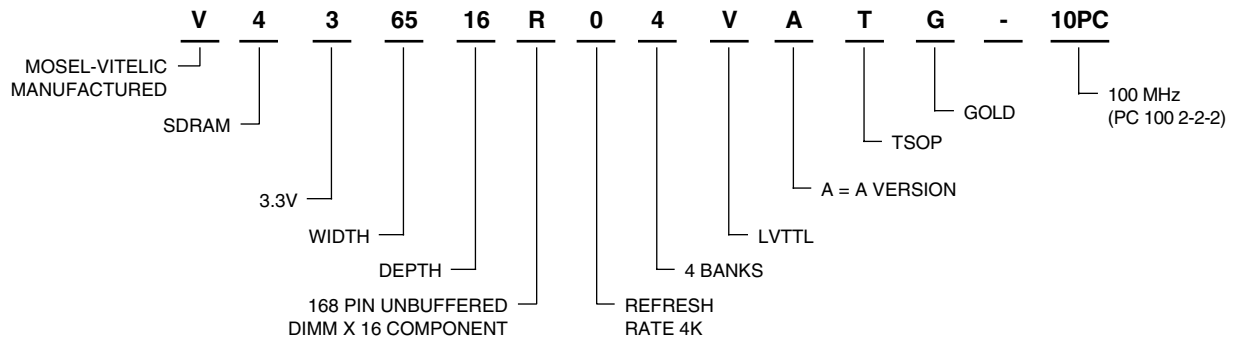 V 4 3 65 16 R 0 4 V A T G - 10PC
MOSEL-VITELIC
MANUFACTURED
SDRAM
3.3V
WIDTH
DEPTH
168 PIN UNBUFFERED
DIMM X 16 COMPONENT
REFRESH
RATE 4K
4 BANKS
LVTTL
A = A VERSION
TSOP
GOLD
100 MHz
(PC 100 2-2-2)